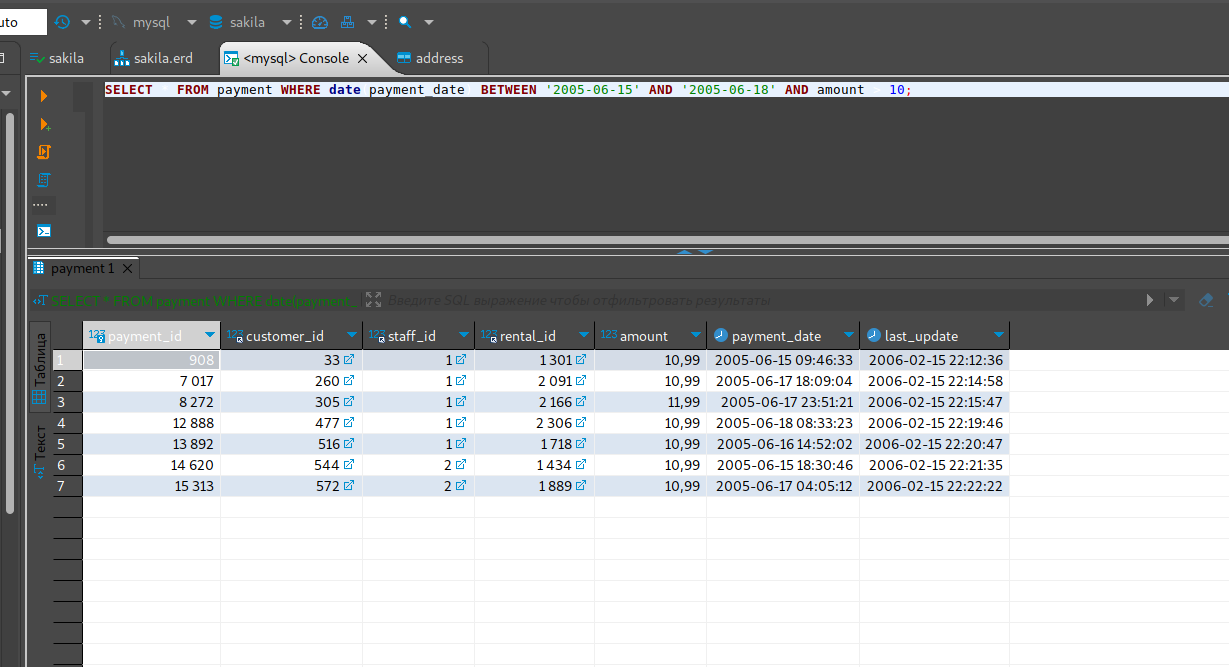 uto mysql sakila
sakila sakila.erd <mysql> Console address
SELECT * FROM payment WHERE date payment_date BETWEEN '2005-06-15' AND '2005-06-18' AND amount > 10;
payment 1
SELECT * FROM payment WHERE date(payment_ Введите SQL выражение чтобы отфильтровать результаты
Таблица
Текст
payment_id customer_id staff_id rental_id amount payment_date last_update
1 908 33 1 1 301 10,99 2005-06-15 09:46:33 2006-02-15 22:12:36
2 7 017 260 1 2 091 10,99 2005-06-17 18:09:04 2006-02-15 22:14:58
3 8 272 305 1 2 166 11,99 2005-06-17 23:51:21 2006-02-15 22:15:47
4 12 888 477 1 2 306 10,99 2005-06-18 08:33:23 2006-02-15 22:19:46
5 13 892 516 1 1 718 10,99 2005-06-16 14:52:02 2006-02-15 22:20:47
6 14 620 544 2 1 434 10,99 2005-06-15 18:30:46 2006-02-15 22:21:35
7 15 313 572 2 1 889 10,99 2005-06-17 04:05:12 2006-02-15 22:22:22